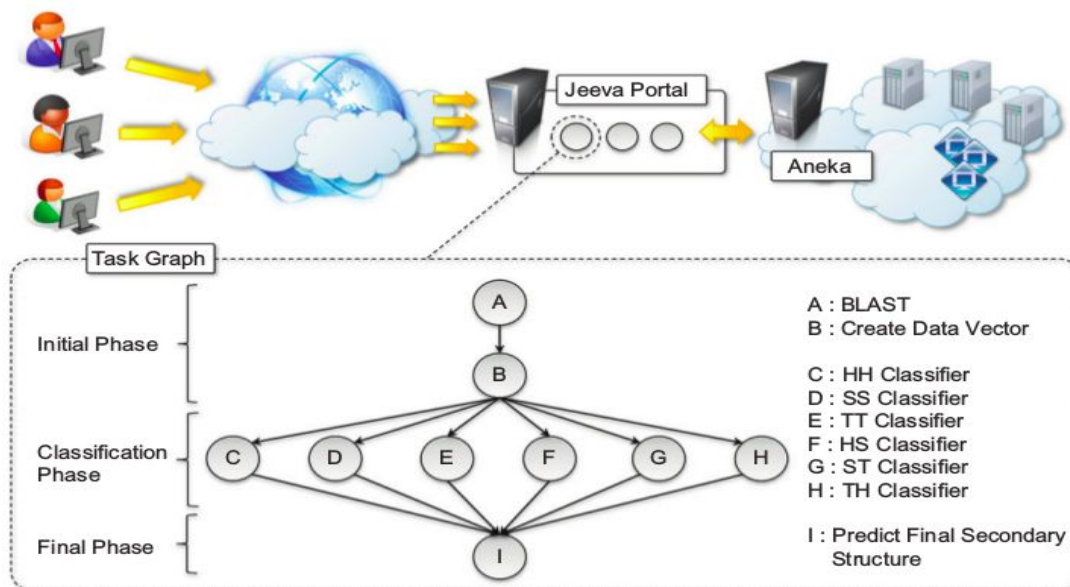 Jeeva Portal
Aneka
Task Graph
Initial Phase
Classification
Phase
Final Phase
A
B
C
D
E
F
G
H
I
A : BLAST
B : Create Data Vector
C : HH Classifier
D : SS Classifier
E : TT Classifier
F : HS Classifier
G : ST Classifier
H : TH Classifier
I : Predict Final Secondary
Structure